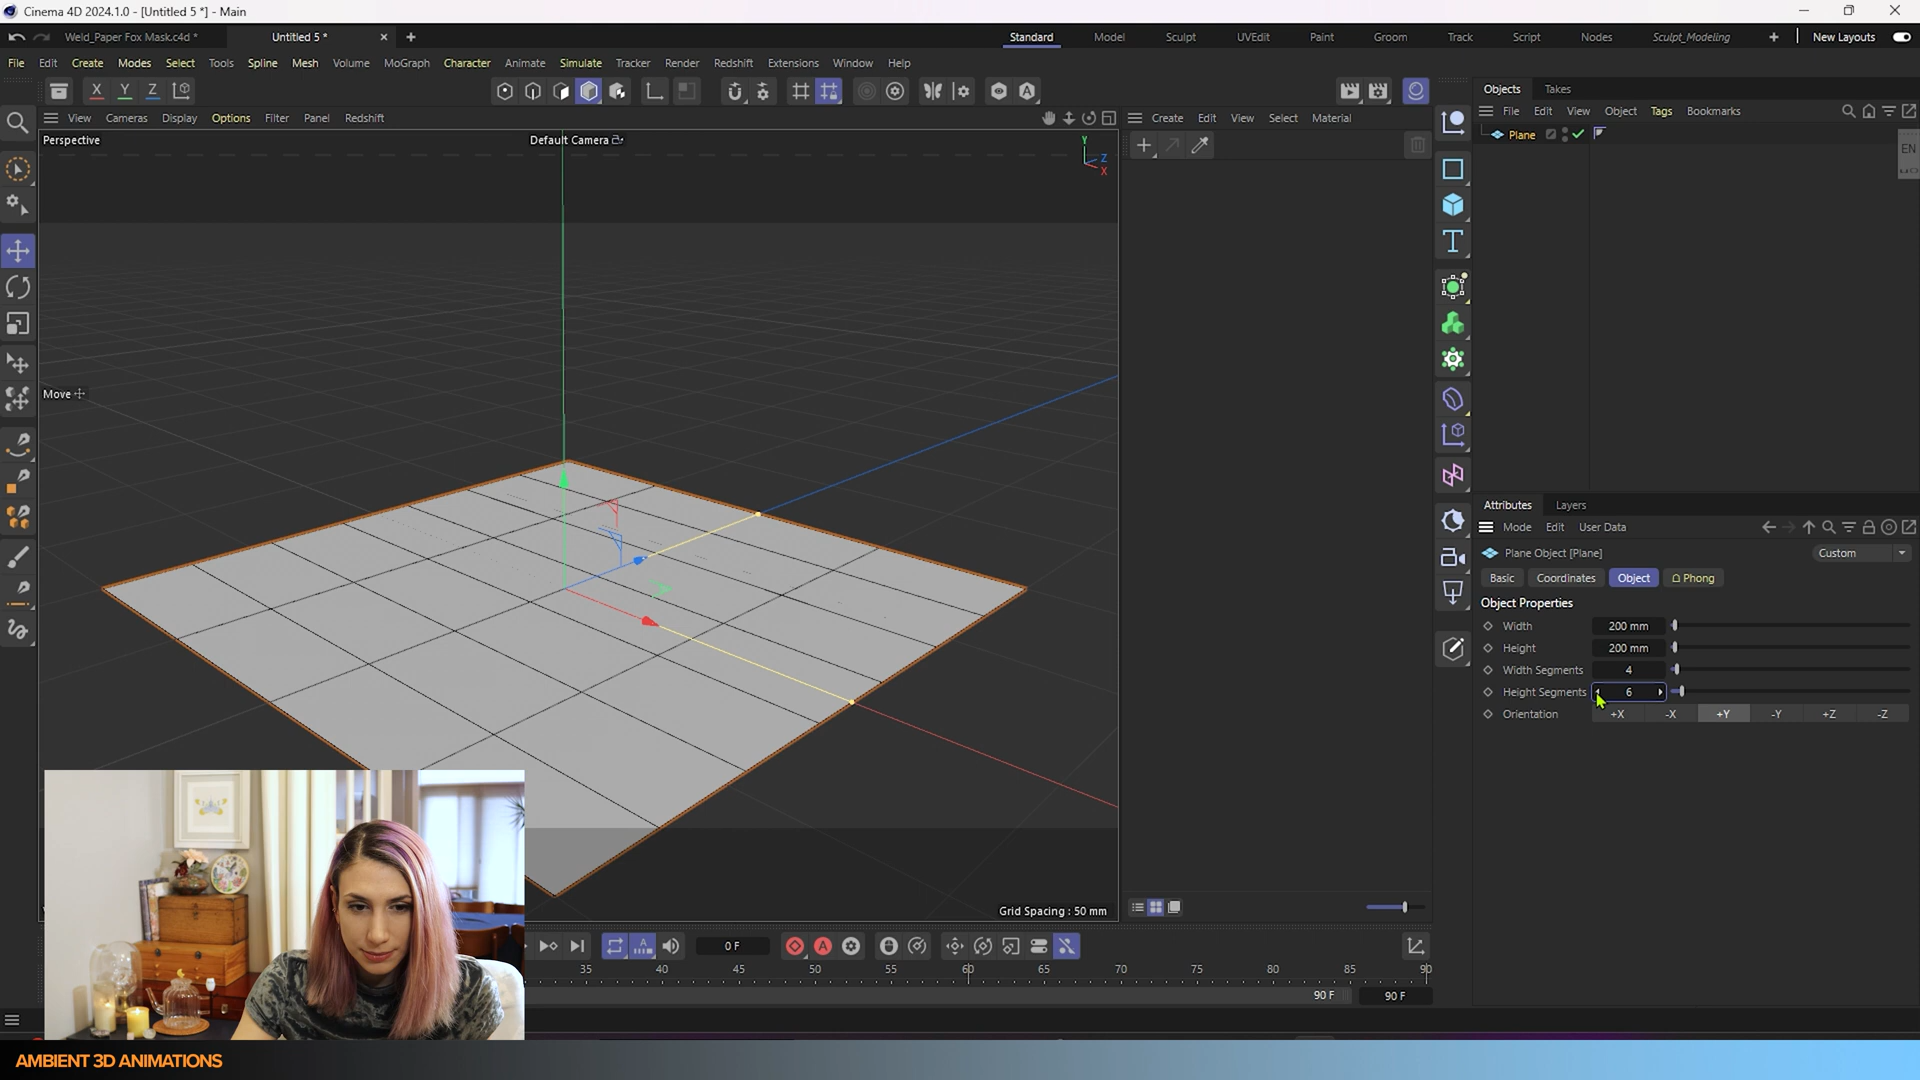 Cinema 4D 2024.1.0 - [Untitled 5 *] - Main
Weld_Paper Fox Mask.c4d * Untitled 5 * × +
Standard Model Sculpt UVEdit Paint Groom Track Script Nodes Sculpt_Modeling + New Layouts
File Edit Create Modes Select Tools Spline Mesh Volume MoGraph Character Animate Simulate Tracker Render Redshift Extensions Window Help
X Y Z
View Cameras Display Options Filter Panel Redshift
Perspective
Default Camera
Y
Z
X
Move
Grid Spacing : 50 mm
Create Edit View Select Material
Objects Takes
File Edit View Object Tags Bookmarks
Plane
EN
Attributes Layers
Mode Edit User Data
Plane Object [Plane]
Custom
Basic Coordinates Object Phong
Object Properties
Width 200 mm
Height 200 mm
Width Segments 4
Height Segments 6
Orientation +X -X +Y -Y +Z -Z
0 F
35 40 45 50 55 60 65 70 75 80 85 90
90 F 90 F
AMBIENT 3D ANIMATIONS